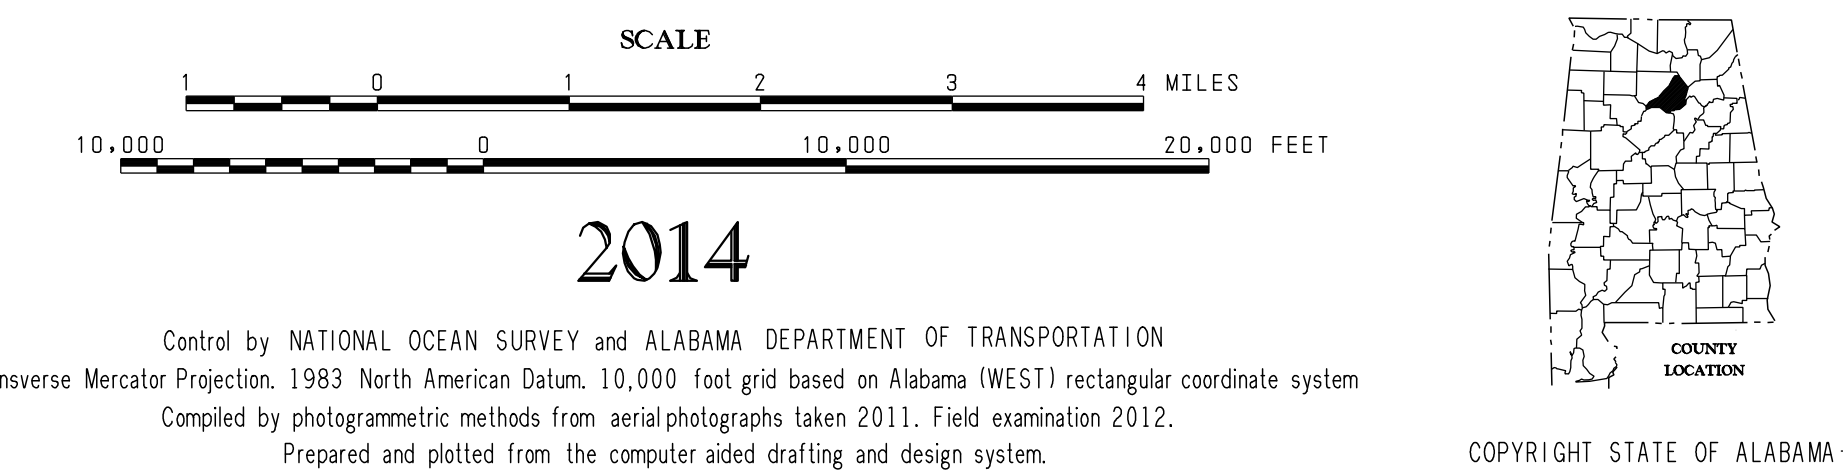 SCALE
1 0 1 2 3 4 MILES
10,000 0 10,000 20,000 FEET
2014
Control by NATIONAL OCEAN SURVEY and ALABAMA DEPARTMENT OF TRANSPORTATION
Mercator Projection. 1983 North American Datum. 10,000 foot grid based on Alabama (WEST) rectangular coordinate system
Compiled by photogrammetric methods from aerial photographs taken 2011. Field examination 2012.
Prepared and plotted from the computer aided drafting and design system.
COUNTY
LOCATION
COPYRIGHT STATE OF ALABAMA